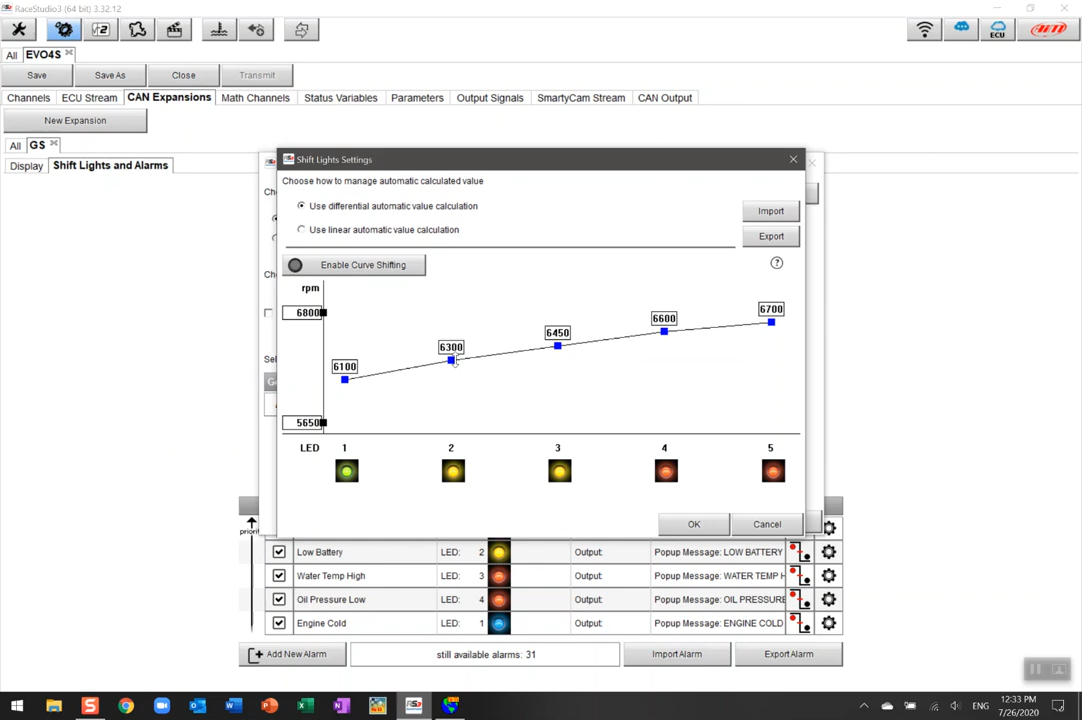 RaceStudio3 (64 bit) 3.32.12
ECU
All EVO4S
Save Save As Close Transmit
Channels ECU Stream CAN Expansions Math Channels Status Variables Parameters Output Signals SmartyCam Stream CAN Output
New Expansion
All GS
Display Shift Lights and Alarms
Shift Lights Settings
Choose how to manage automatic calculated value
Use differential automatic value calculation
Import
Use linear automatic value calculation
Export
Enable Curve Shifting
?
rpm
6800
6700
6600
6450
6300
6100
5650
LED 1 2 3 4 5
OK Cancel
Low Battery LED: 2 Output: Popup Message: LOW BATTERY
Water Temp High LED: 3 Output: Popup Message: WATER TEMP H
Oil Pressure Low LED: 4 Output: Popup Message: OIL PRESSURE
Engine Cold LED: 1 Output: Popup Message: ENGINE COLD
Add New Alarm still available alarms: 31 Import Alarm Export Alarm
ENG
12:33 PM
7/26/2020